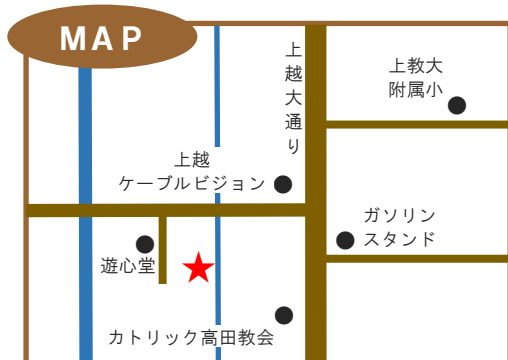 MAP
上越大通り
上教大
附属小
上越
ケーブルビジョン
ガソリン
スタンド
遊心堂
カトリック高田教会